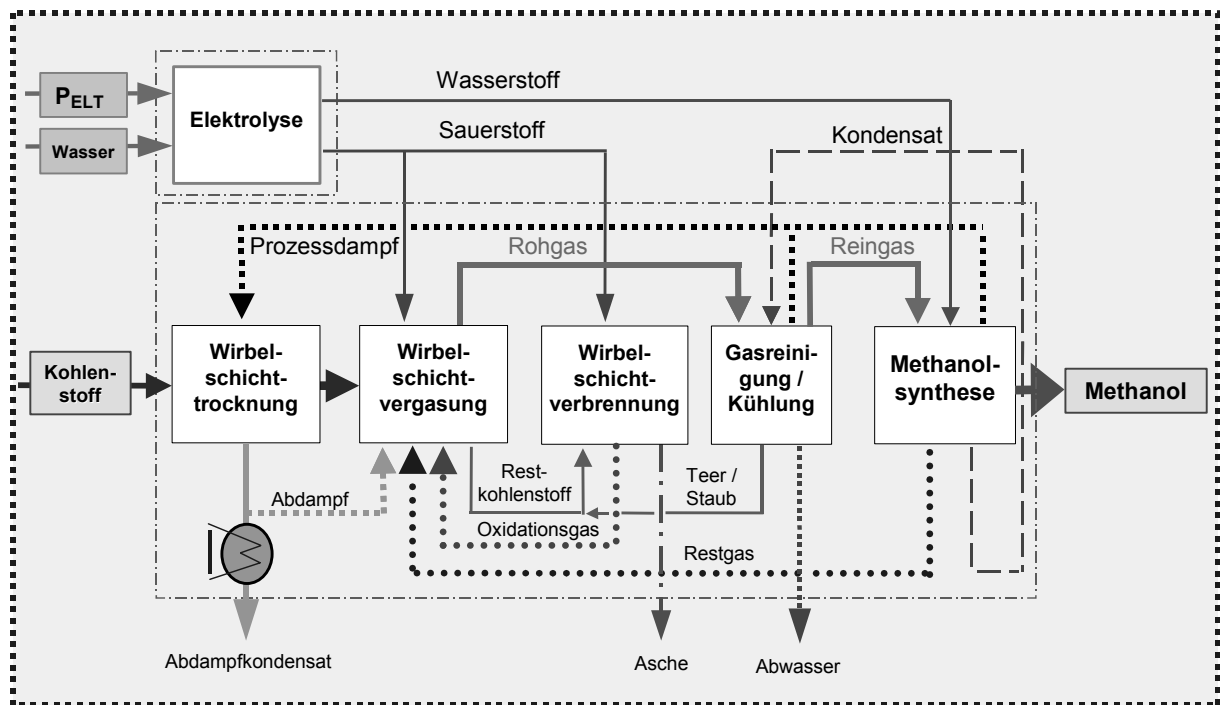 Wasserstoff
P_ELT
Elektrolyse
Sauerstoff
Kondensat
Wasser
Prozessdampf
Rohgas
Reingas
Kohlen-
stoff
Wirbel-
schicht-
trocknung
Wirbel-
schicht-
vergasung
Wirbel-
schicht-
verbrennung
Gasreini-
gung /
Kühlung
Methanol-
synthese
Methanol
Abdampf
Rest-
kohlenstoff
Teer /
Staub
Oxidationsgas
Restgas
Abdampfkondensat
Asche
Abwasser